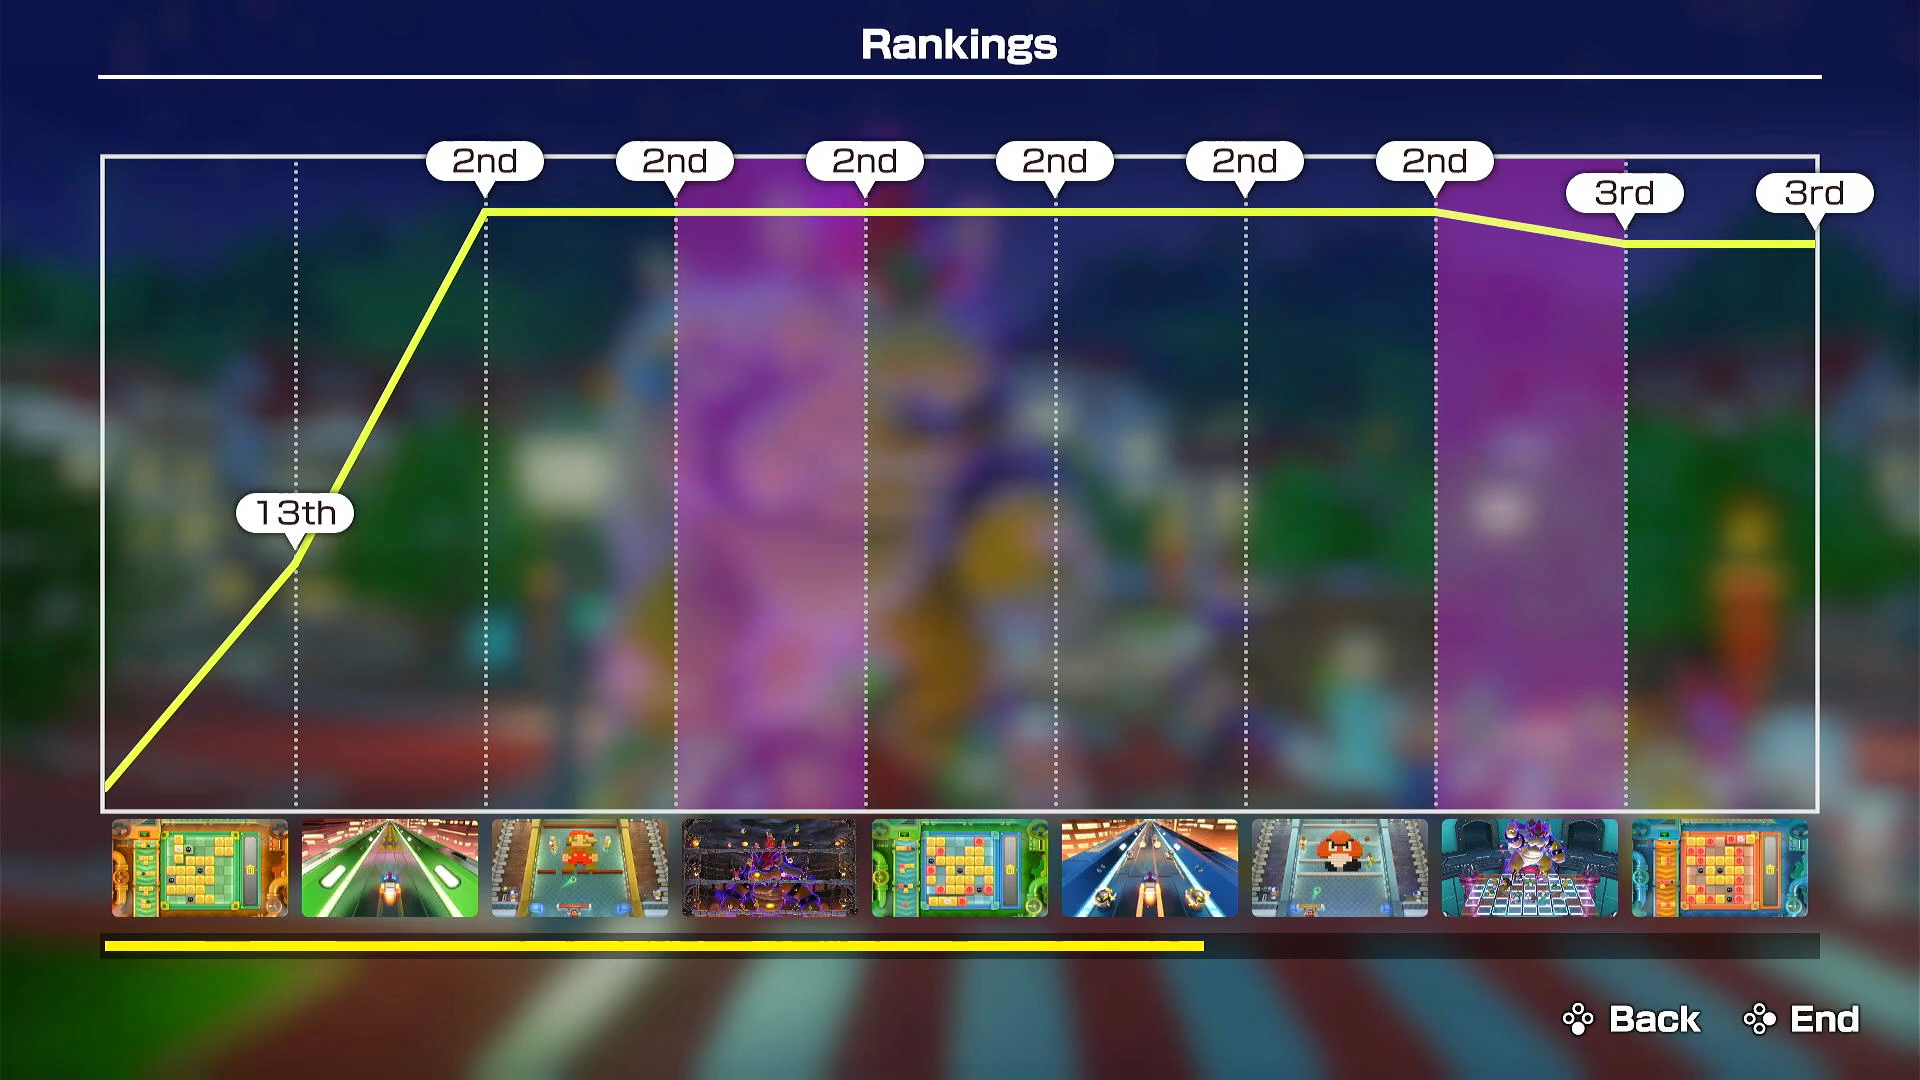 Rankings
2nd 2nd 2nd 2nd 2nd 2nd
3rd 3rd
13th
Back End